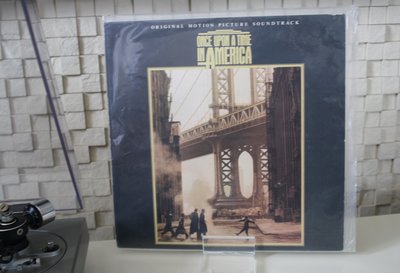 ORIGINAL MOTION PICTURE SOUNDTRACK
ONCE UPON A TIME
IN AMERICA